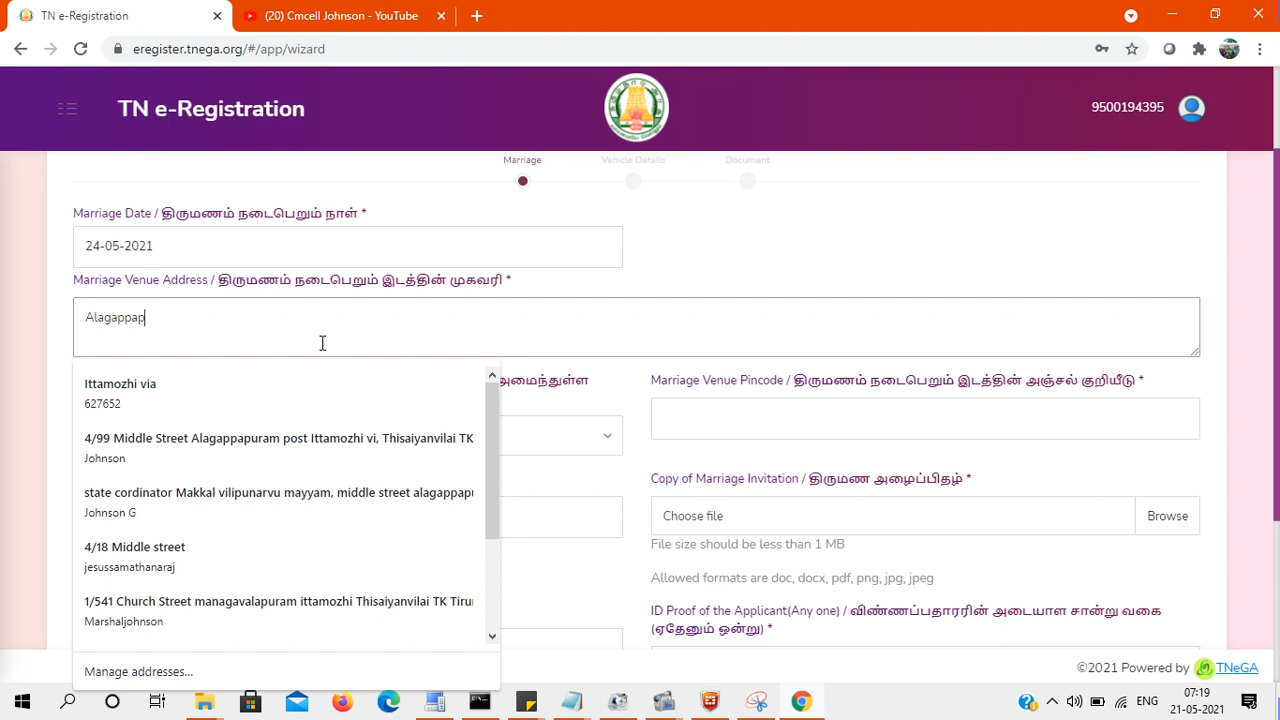 TN e-Registration
(20) Cmcell Johnson - YouTube
eregister.tnega.org/#/app/wizard
TN e-Registration
9500194395
Marriage
Vehicle Details
Document
Marriage Date / திருமணம் நடைபெறும் நாள் *
24-05-2021
Marriage Venue Address / திருமணம் நடைபெறும் இடத்தின் முகவரி *
Alagappap
Ittamozhi via
627652
4/99 Middle Street Alagappapuram post Ittamozhi vi, Thisaiyanvilai TK
Johnson
state cordinator Makkal vilipunarvu mayyam, middle street alagappapu
Johnson G
4/18 Middle street
jesussamathanaraj
1/541 Church Street managavalapuram ittamozhi Thisaiyanvilai TK Tirun
Marshaljohnson
Manage addresses...
அமைந்துள்ள
Marriage Venue Pincode / திருமணம் நடைபெறும் இடத்தின் அஞ்சல் குறியீடு *
Copy of Marriage Invitation / திருமண அழைப்பிதழ் *
Choose file
Browse
File size should be less than 1 MB
Allowed formats are doc, docx, pdf, png, jpg, jpeg
ID Proof of the Applicant(Any one) / விண்ணப்பதாரரின் அடையாள சான்று வகை
(ஏதேனும் ஒன்று) *
©2021 Powered by TNeGA
ENG
17:19
21-05-2021